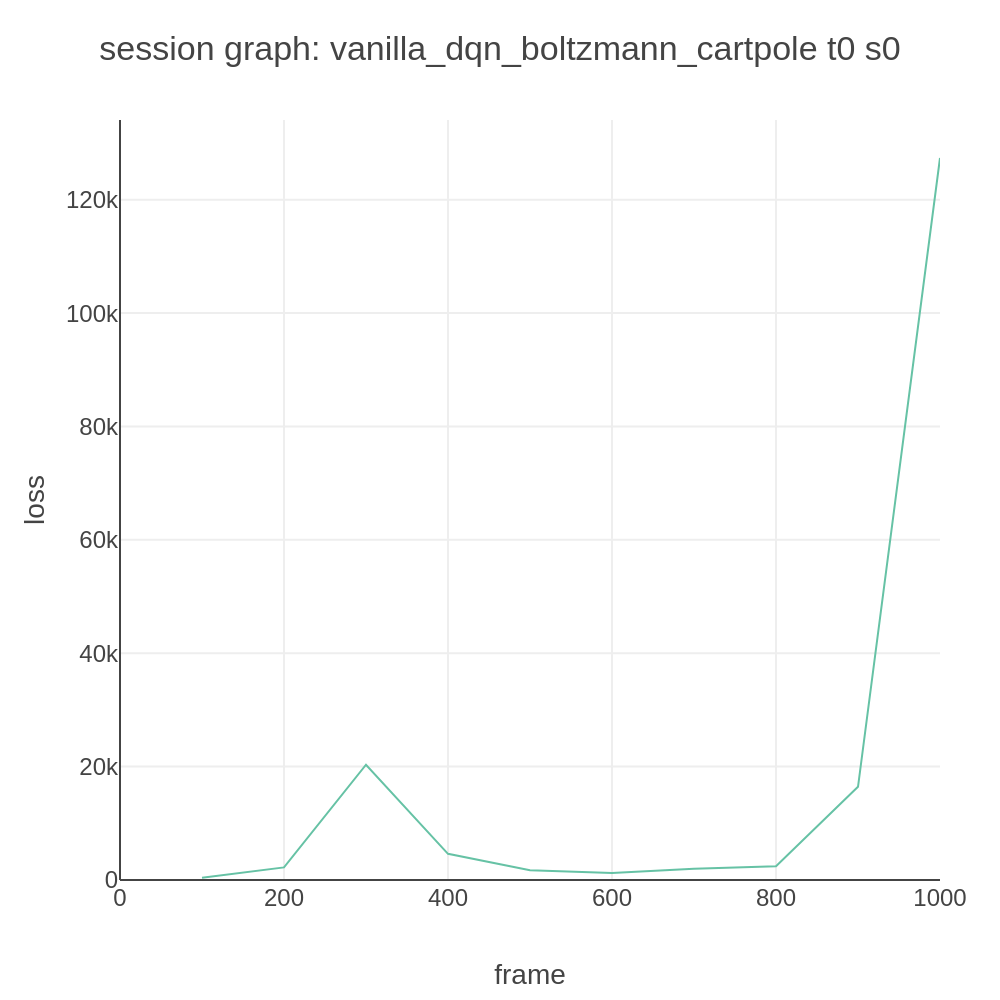 session graph: vanilla_dqn_boltzmann_cartpole t0 s0
120k
100k
80k
60k
40k
20k
0
loss
0 200 400 600 800 1000
frame